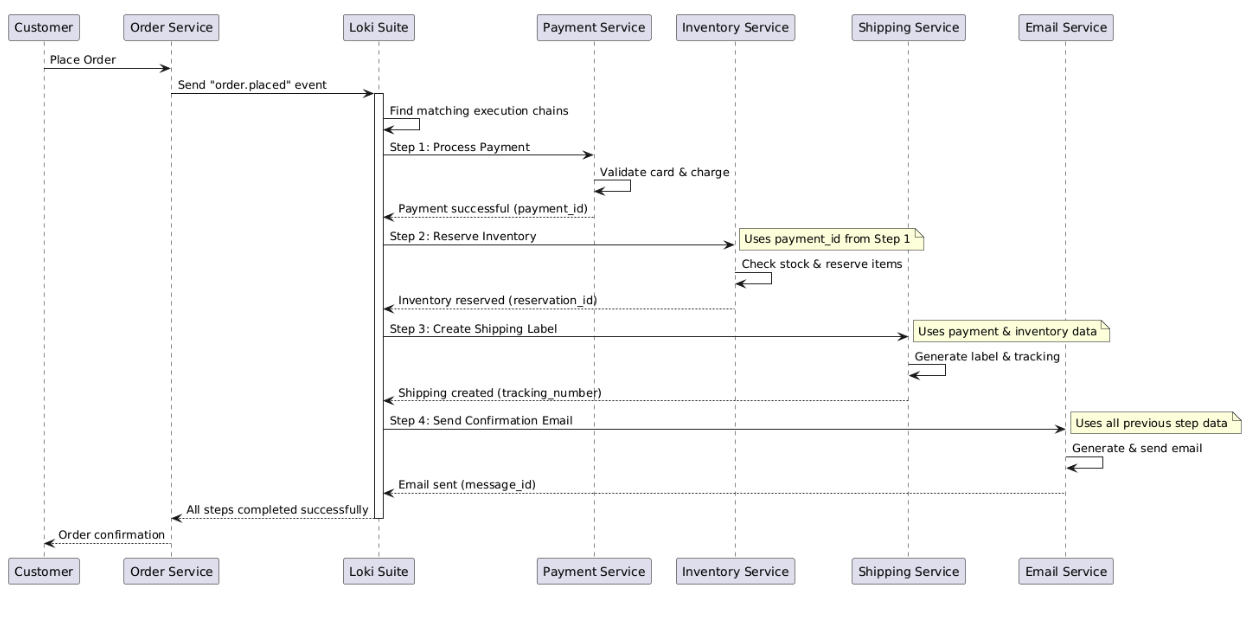 Customer
Order Service
Loki Suite
Payment Service
Inventory Service
Shipping Service
Email Service
Place Order
Send "order.placed" event
Find matching execution chains
Step 1: Process Payment
Validate card & charge
Payment successful (payment_id)
Step 2: Reserve Inventory
Uses payment_id from Step 1
Check stock & reserve items
Inventory reserved (reservation_id)
Step 3: Create Shipping Label
Uses payment & inventory data
Generate label & tracking
Shipping created (tracking_number)
Step 4: Send Confirmation Email
Uses all previous step data
Generate & send email
Email sent (message_id)
All steps completed successfully
Order confirmation
Customer
Order Service
Loki Suite
Payment Service
Inventory Service
Shipping Service
Email Service